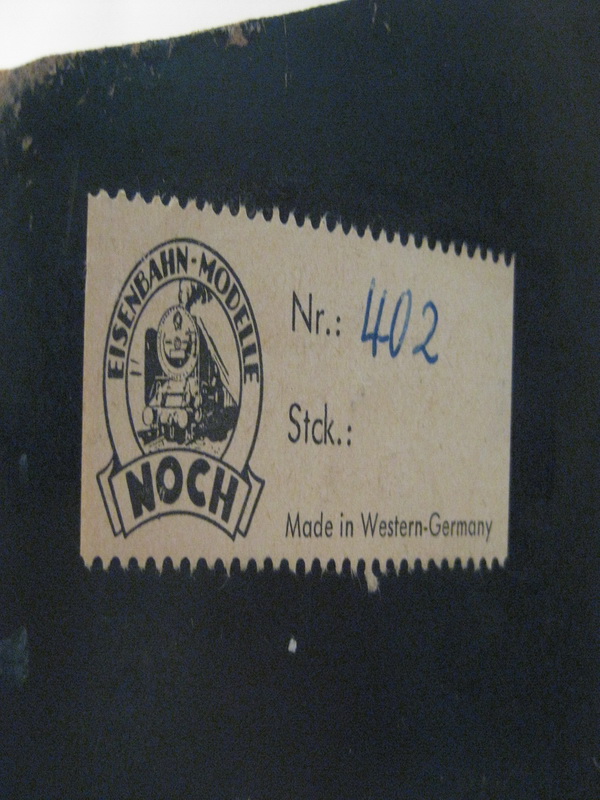 EISENBAHN-MODELLE
NOCH
Nr.: 402
Stck.:
Made in Western-Germany